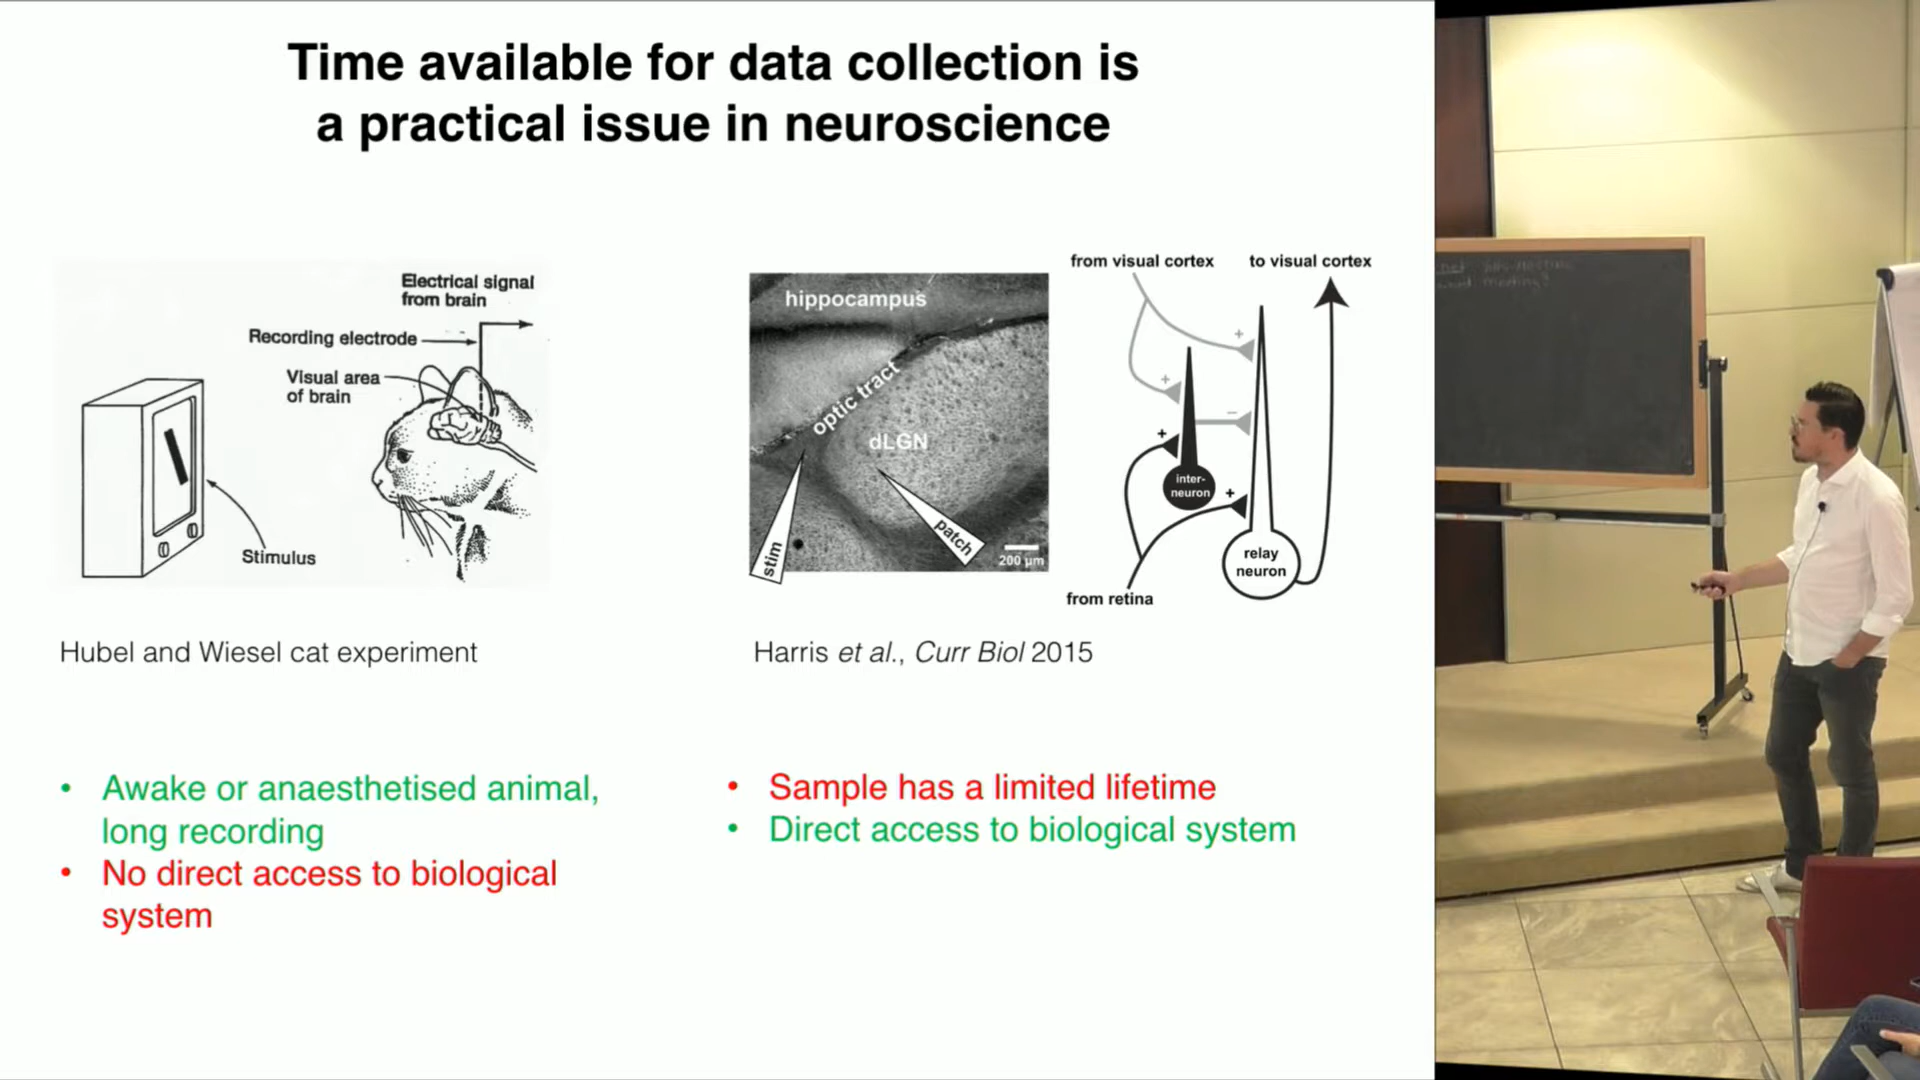 Time available for data collection is
a practical issue in neuroscience
Electrical signal
from brain
Recording electrode
Visual area
of brain
Stimulus
Hubel and Wiesel cat experiment
hippocampus
optic tract
dLGN
stim
patch
200 µm
from visual cortex
to visual cortex
+
+
−
+
+
inter-
neuron
relay
neuron
from retina
Harris et al., Curr Biol 2015
• Awake or anaesthetised animal,
long recording
• No direct access to biological
system
• Sample has a limited lifetime
• Direct access to biological system